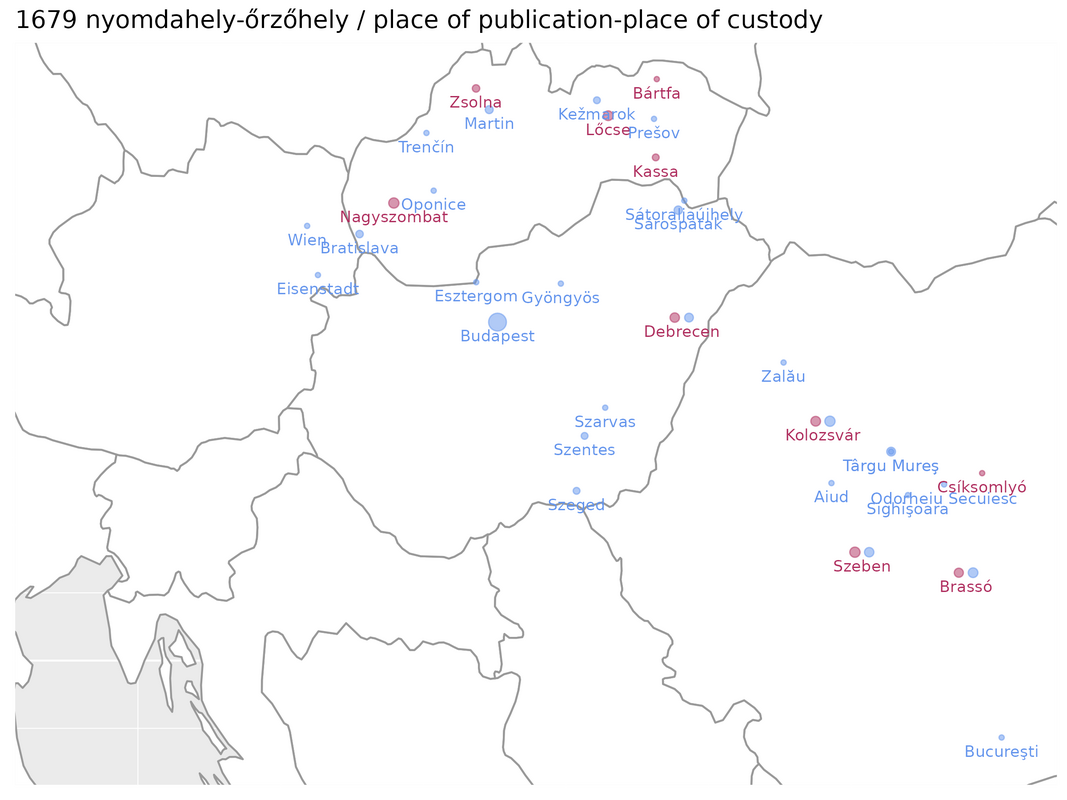 1679 nyomdahely-őrzőhely / place of publication-place of custody
Bártfa
Zsolna
Kežmarok
Martin
Lőcse
Prešov
Trenčín
Kassa
Oponice
Nagyszombat
Sátoraljaújhely
Sárospatak
Wien
Bratislava
Eisenstadt
Esztergom
Gyöngyös
Budapest
Debrecen
Zalău
Szarvas
Kolozsvár
Szentes
Târgu Mureş
Csíksomlyó
Aiud
Odorheiu Secuiesc
Szeged
Sighişoara
Szeben
Brassó
Bucureşti